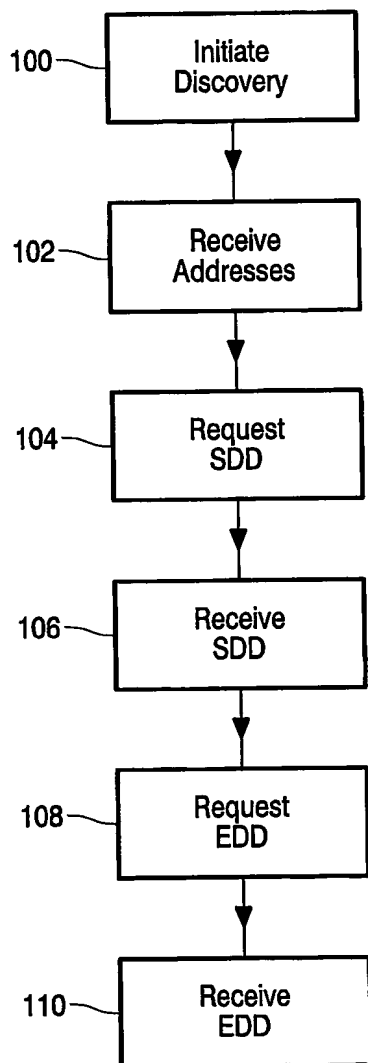 100
Initiate
Discovery
102
Receive
Addresses
104
Request
SDD
106
Receive
SDD
108
Request
EDD
110
Receive
EDD